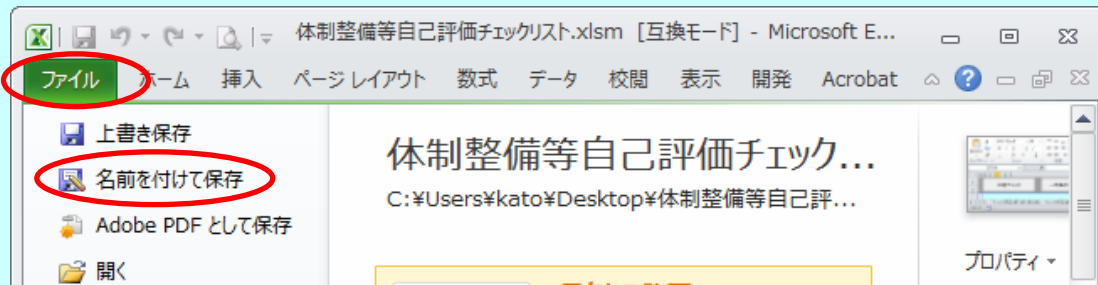 体制整備等自己評価チェックリスト.xlsm [互換モード] - Microsoft E...
ファイル ホーム 挿入 ページ レイアウト 数式 データ 校閲 表示 開発 Acrobat
上書き保存
名前を付けて保存
Adobe PDF として保存
開く
体制整備等自己評価チェック...
C:¥Users¥kato¥Desktop¥体制整備等自己評...
プロパティ